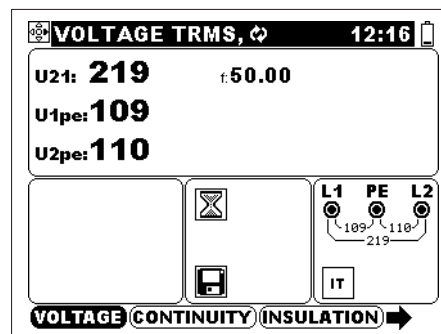 VOLTAGE TRMS, 12:16
U21: 219 f:50.00
U1pe:109
U2pe:110
L1 PE L2
109 110
219
IT
VOLTAGE CONTINUITY INSULATION